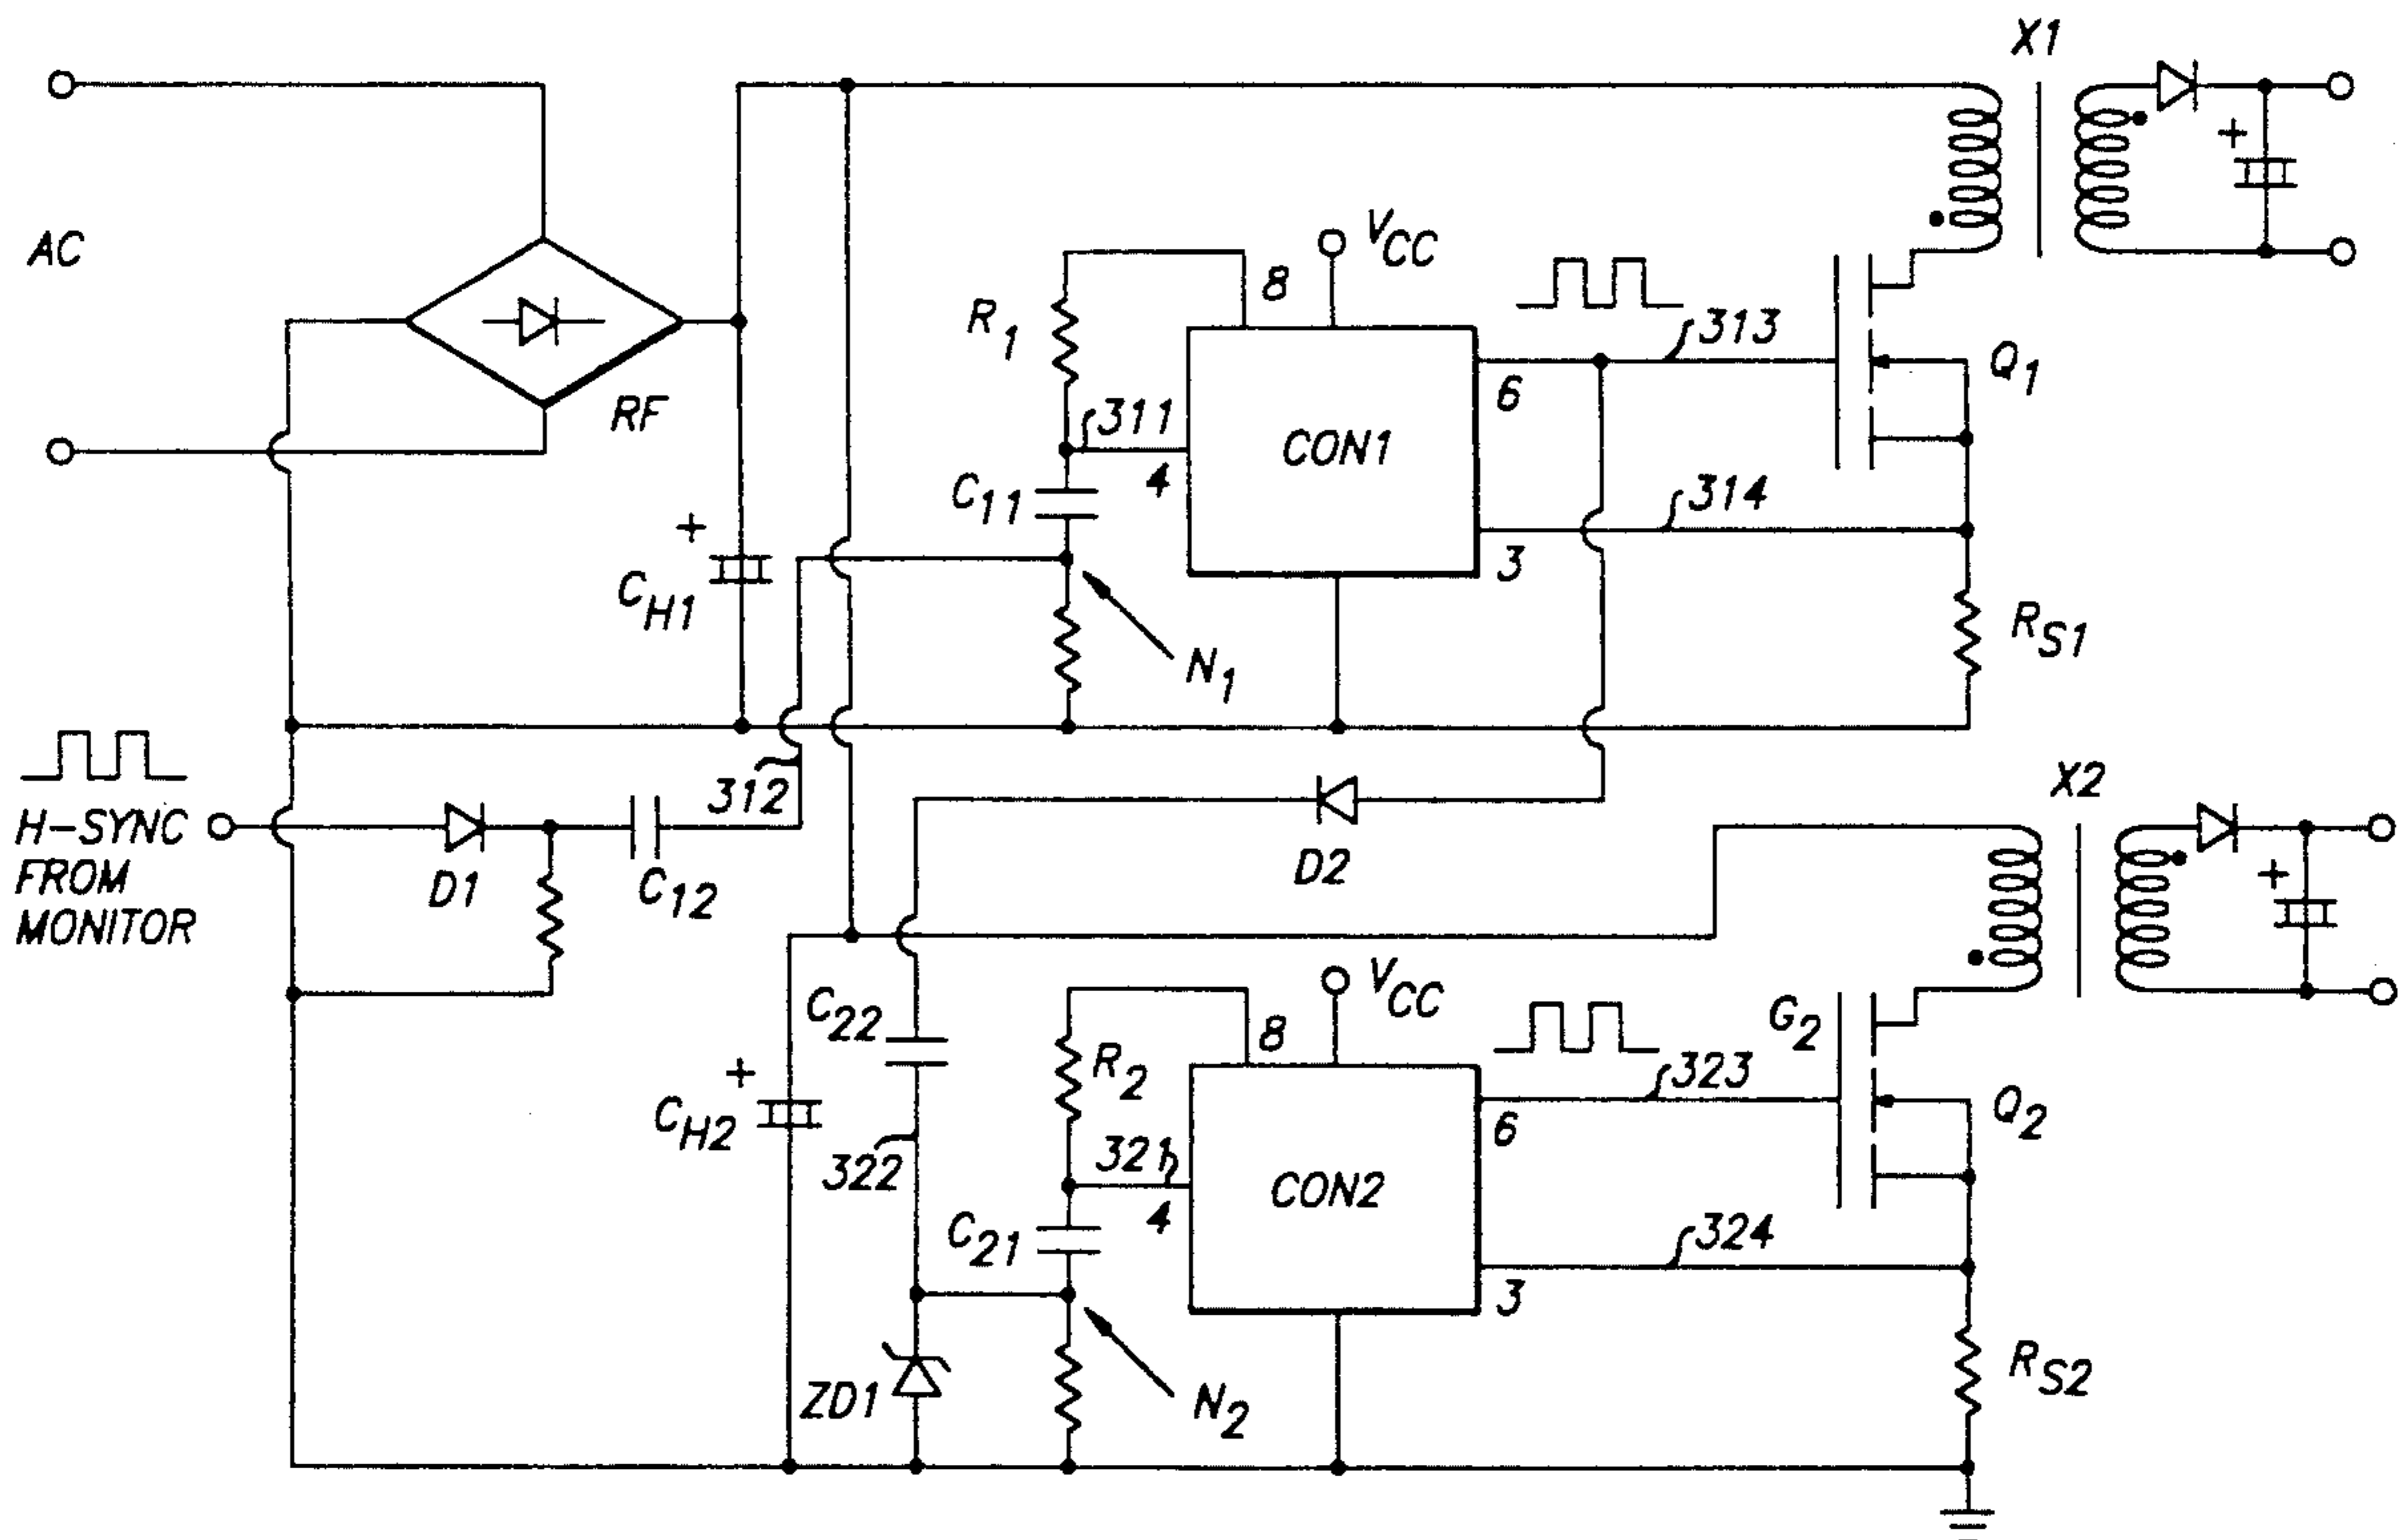 X1
+
AC
VCC
8
R1
313
Q1
6
RF
311
CON1
4
C11
314
+
CH1
3
RS1
N1
X2
312
H-SYNC
FROM
MONITOR
D1
C12
D2
+
VCC
C22
8
G2
R2
323
+
CH2
Q2
6
321
322
CON2
4
C21
324
3
RS2
ZD1
N2